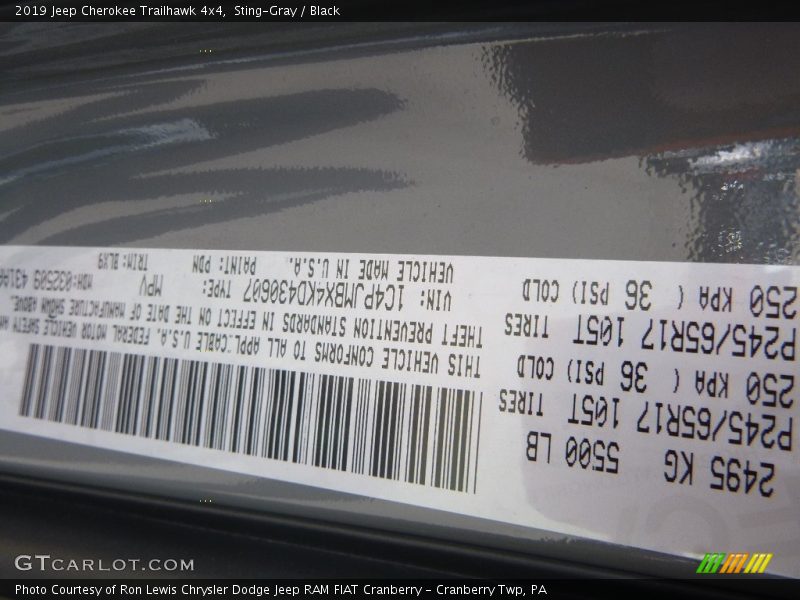 2019 Jeep Cherokee Trailhawk 4x4, Sting-Gray / Black
2495 KG 5500 LB
P245/65R17 105T TIRES
250 KPA ( 36 PSI) COLD
P245/65R17 105T TIRES
250 KPA ( 36 PSI) COLD
THIS VEHICLE CONFORMS TO ALL APPLICABLE U.S.A. FEDERAL MOTOR VEHICLE SAFETY
THEFT PREVENTION STANDARDS IN EFFECT ON THE DATE OF MANUFACTURE SHOWN ABOVE.
VIN: 1C4PJMBX4KD430607 TYPE: MPV MDH:032509
VEHICLE MADE IN U.S.A. PAINT: PDN TRIM: BLX9
GTCARLOT.COM
Photo Courtesy of Ron Lewis Chrysler Dodge Jeep RAM FIAT Cranberry - Cranberry Twp, PA